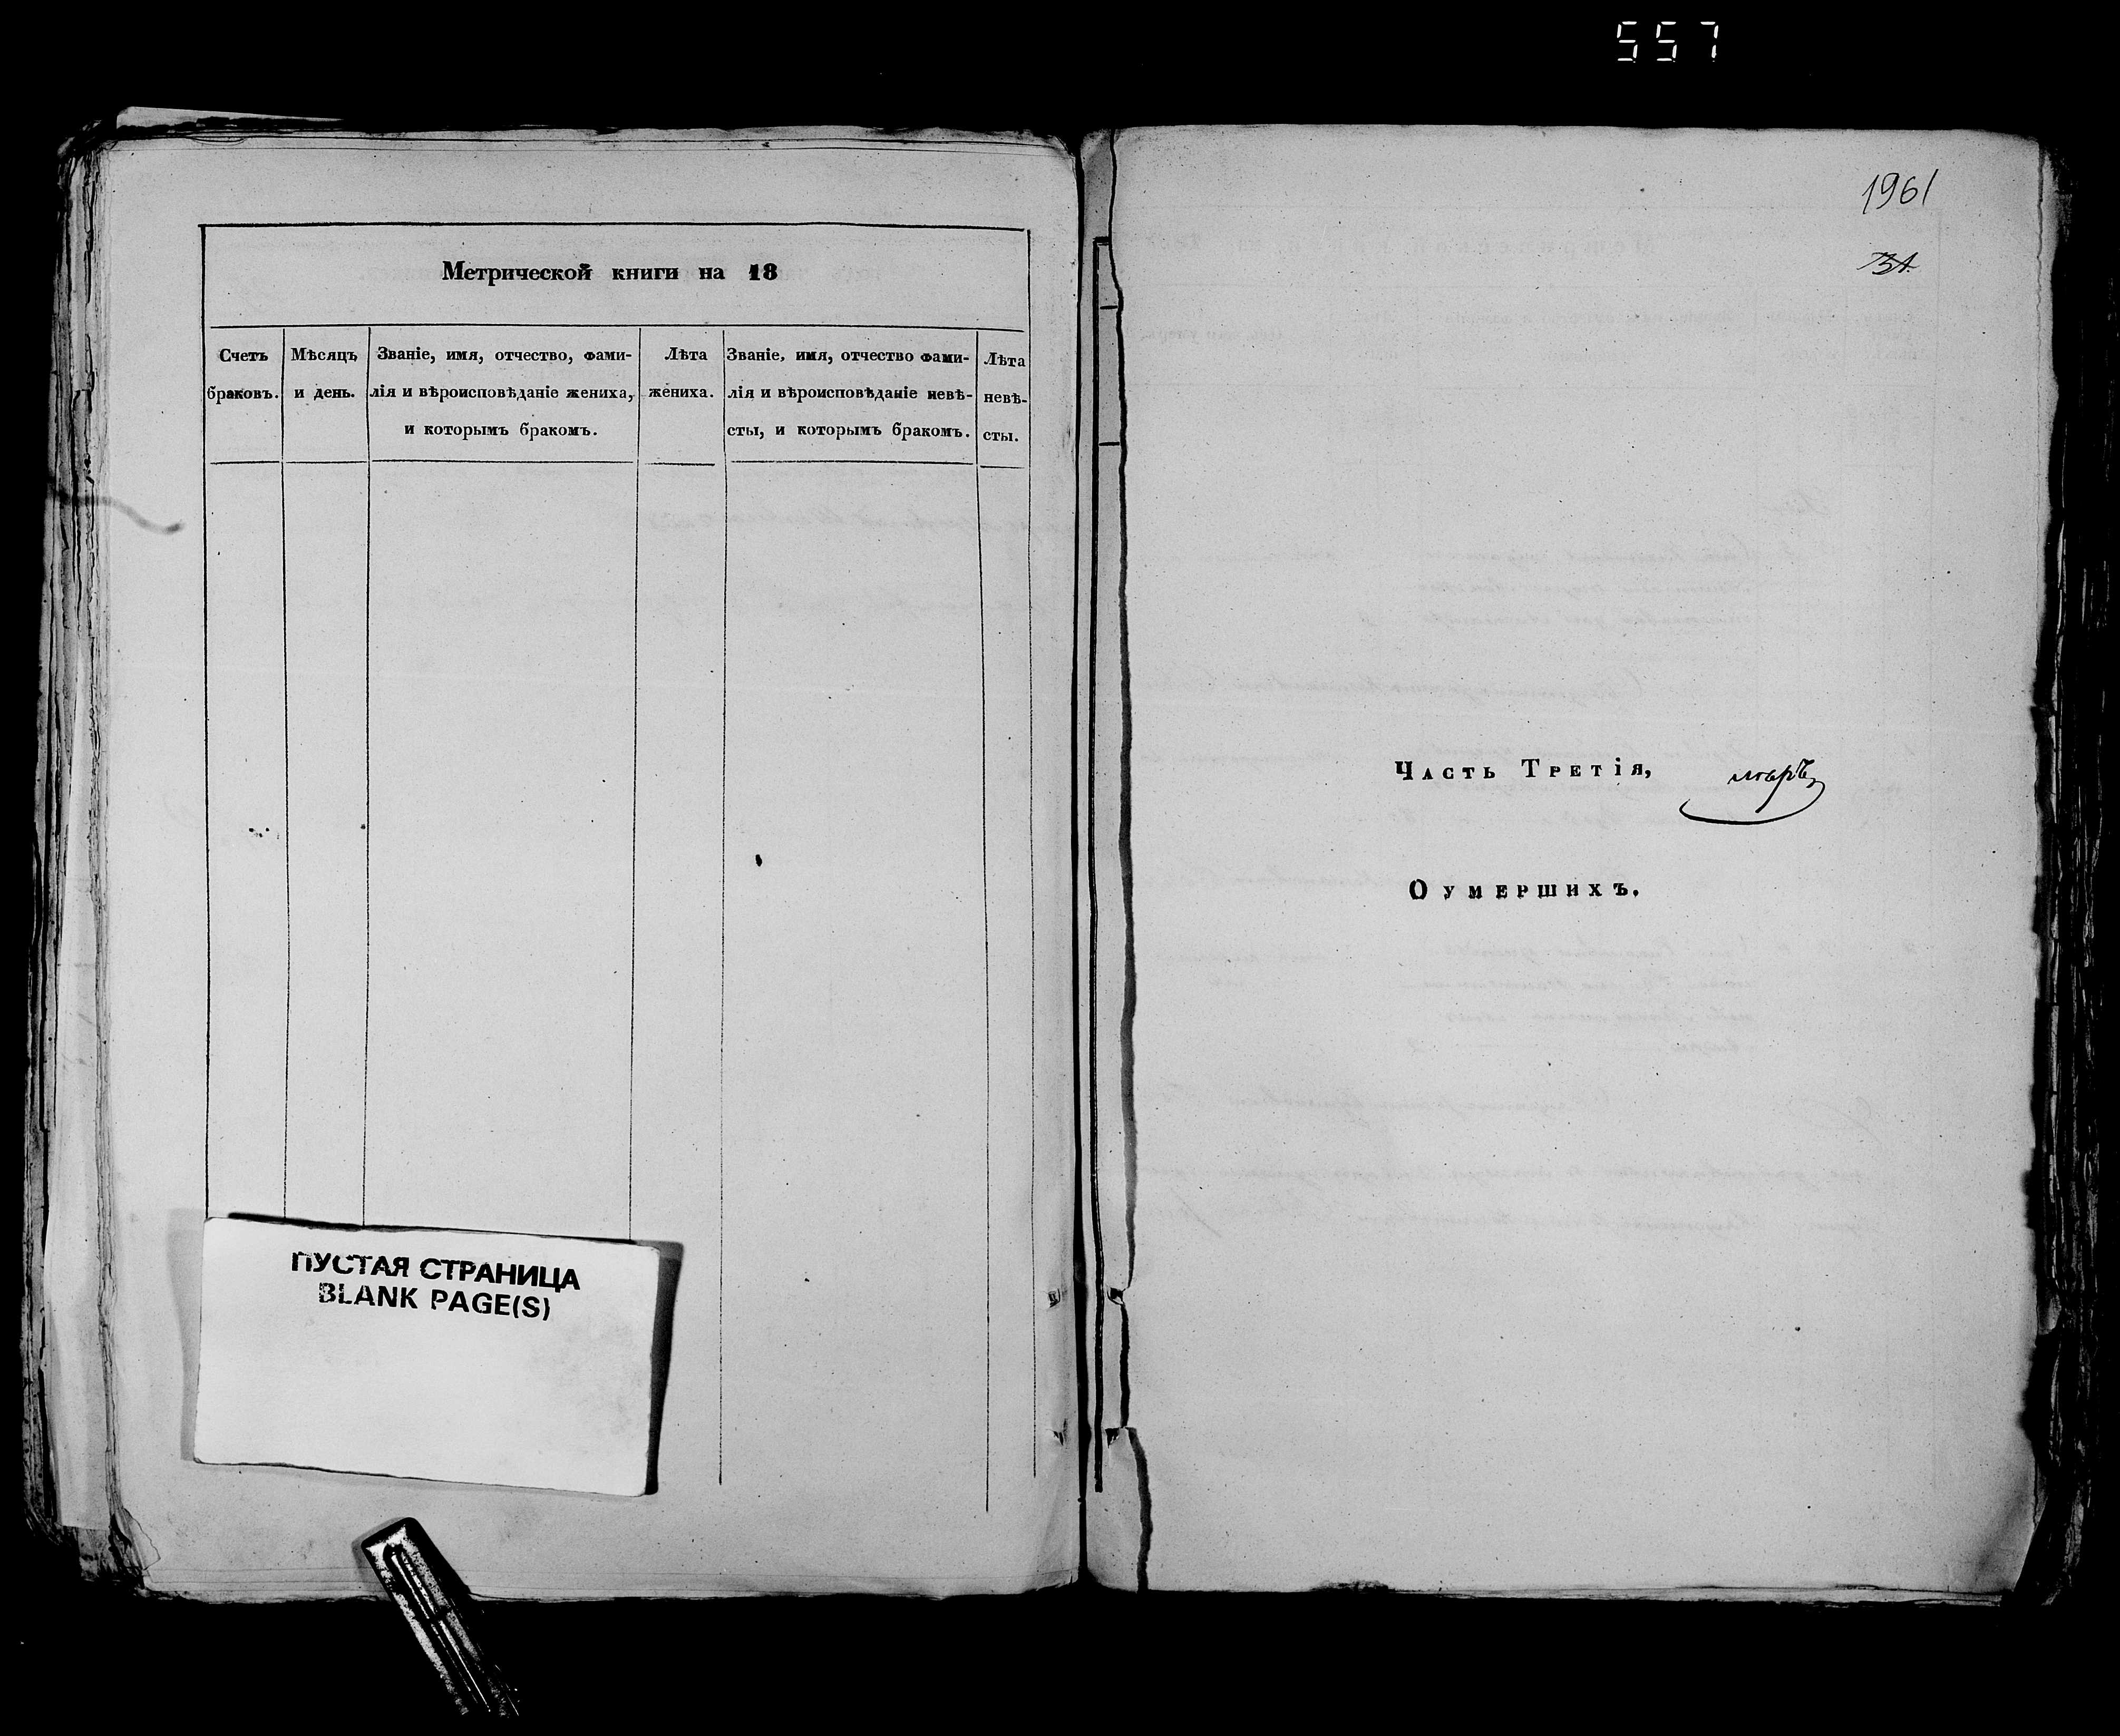 557
Метрической книги на 18
Счетъ
браковъ.
Мѣсяцъ
и день.
Званіе, имя, отчество, фами-
лія и вѣроисповѣданіе жениха,
и которымъ бракомъ.
Лѣта
жениха.
Званіе, имя, отчество фами-
лія и вѣроисповѣданіе невѣ-
сты, и которымъ бракомъ.
Лѣта
невѣ-
сты.
ПУСТАЯ СТРАНИЦА
BLANK PAGE(S)
1961
31.
Часть Третія,
О умершихъ.